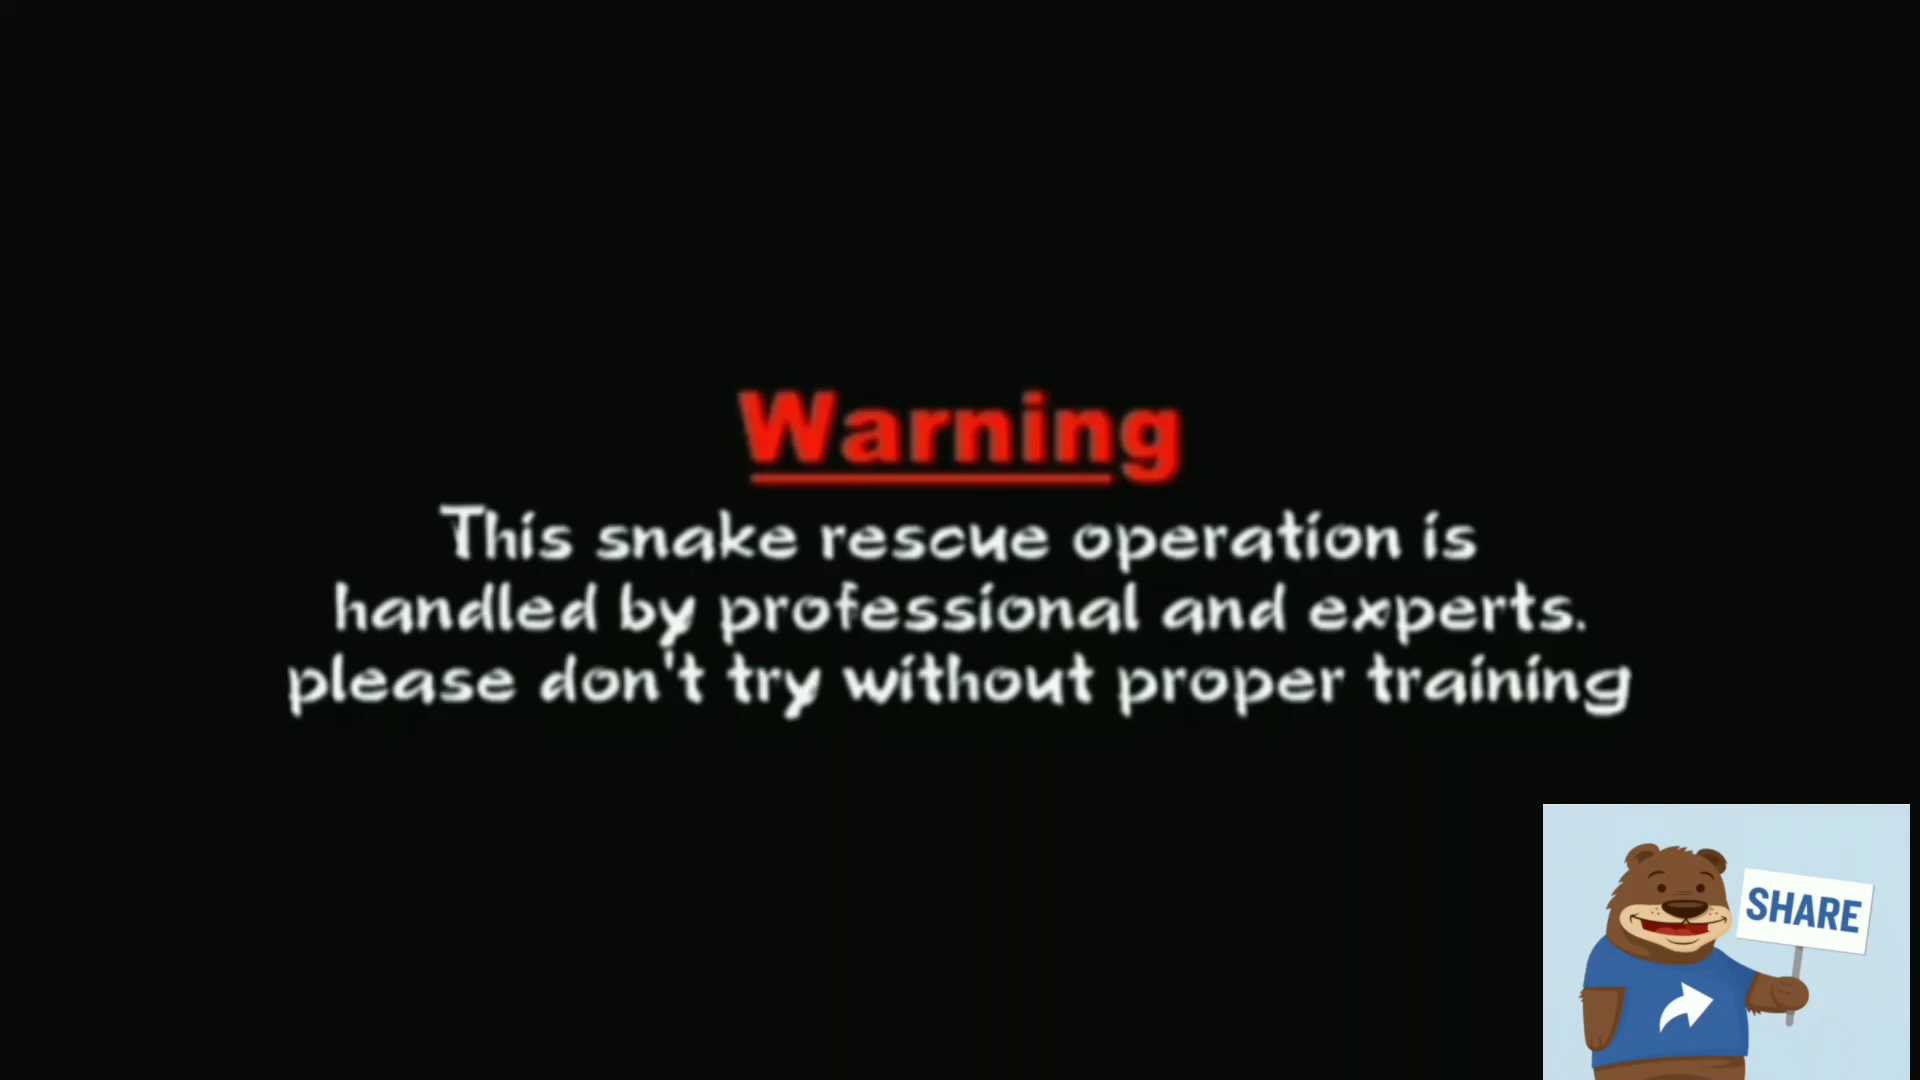 Warning
This snake rescue operation is
handled by professional and experts.
please don't try without proper training
SHARE